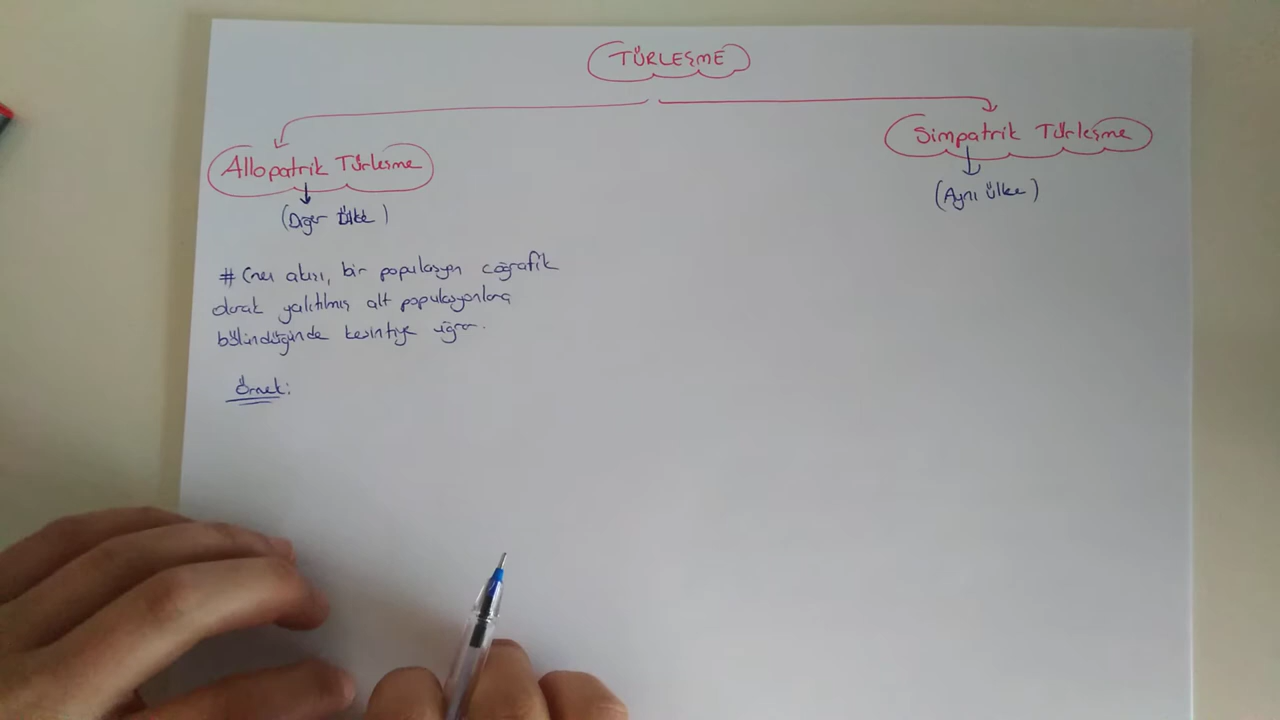 TÜRLEŞME
Allopatrik Türleşme
Simpatrik Türleşme
(Diğer Ülke)
(Aynı Ülke)
# Gen akışı, bir populasyon coğrafik
olarak yalıtılmış alt populasyonlara
bölündüğünde kesintiye uğrar.
Örnek: